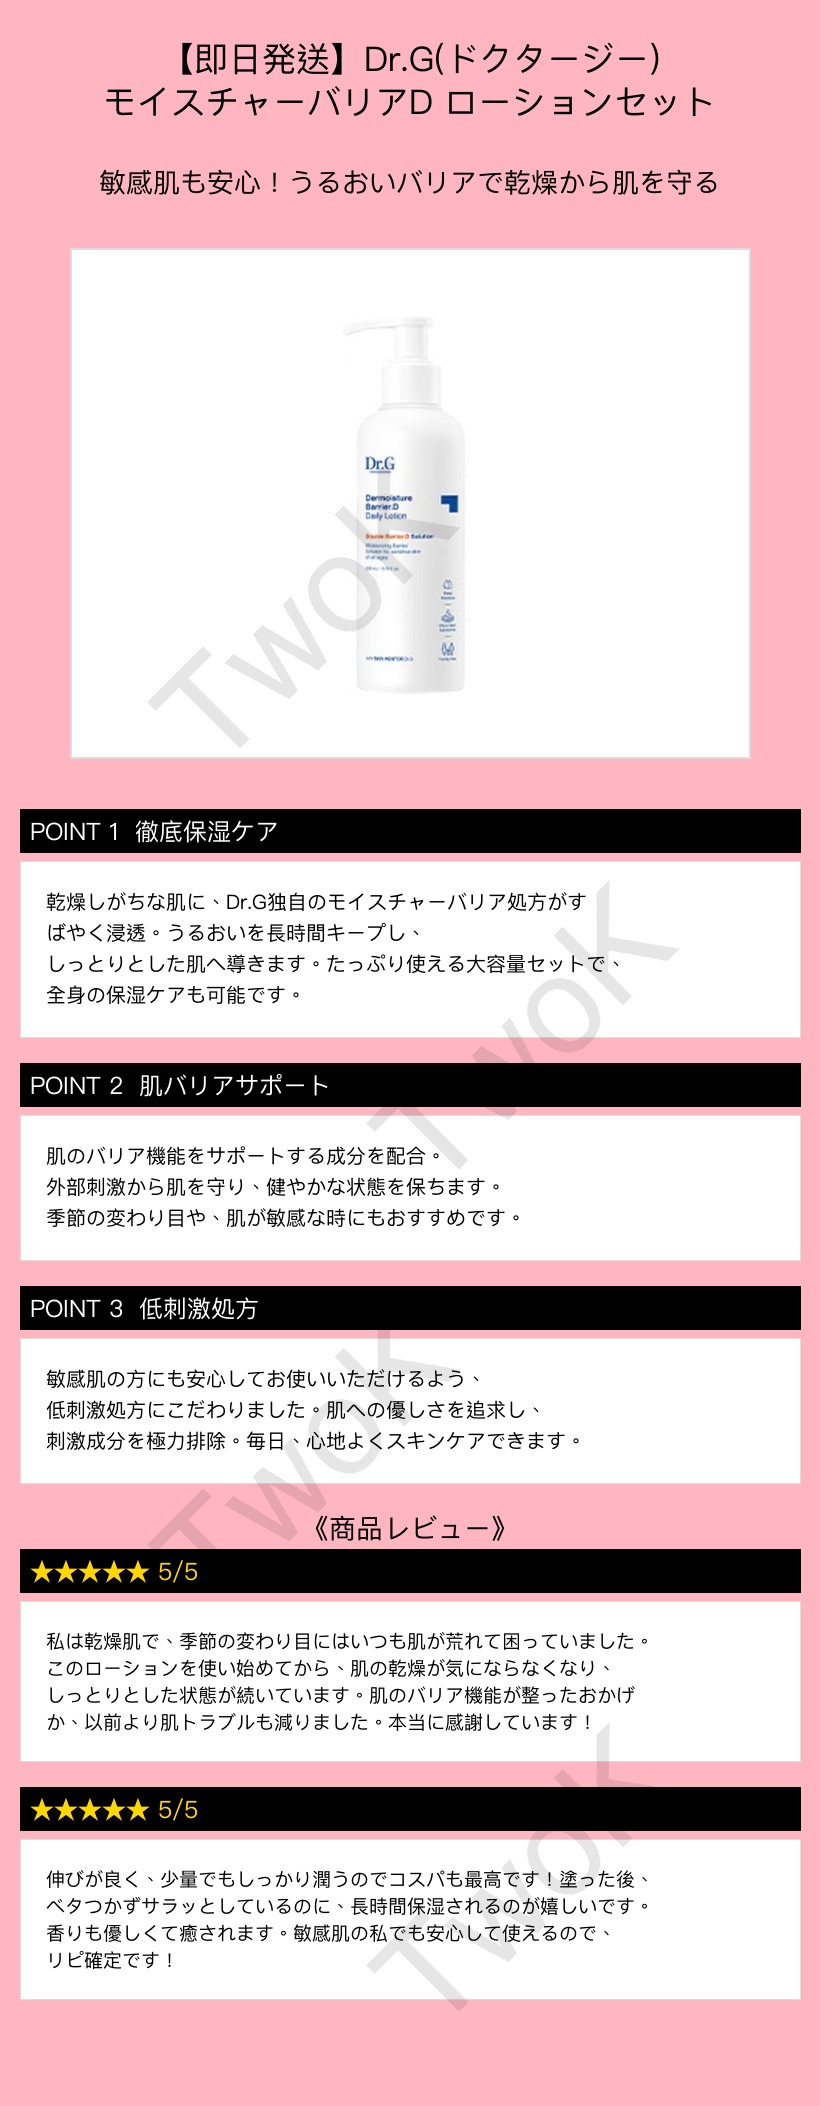 【即日発送】Dr.G(ドクタージー)
モイスチャーバリアD ローションセット
敏感肌も安心！うるおいバリアで乾燥から肌を守る
Dr.G
Dermoisture
Barrier.D
Daily Lotion
Double Barrier.D Solution
TwoK
POINT 1 徹底保湿ケア
乾燥しがちな肌に、Dr.G独自のモイスチャーバリア処方がす
ばやく浸透。うるおいを長時間キープし、
しっとりとした肌へ導きます。たっぷり使える大容量セットで、
全身の保湿ケアも可能です。
TwoK
POINT 2 肌バリアサポート
肌のバリア機能をサポートする成分を配合。
外部刺激から肌を守り、健やかな状態を保ちます。
季節の変わり目や、肌が敏感な時にもおすすめです。
POINT 3 低刺激処方
敏感肌の方にも安心してお使いいただけるよう、
低刺激処方にこだわりました。肌への優しさを追求し、
刺激成分を極力排除。毎日、心地よくスキンケアできます。
TwoK
《商品レビュー》
★★★★★ 5/5
私は乾燥肌で、季節の変わり目にはいつも肌が荒れて困っていました。
このローションを使い始めてから、肌の乾燥が気にならなくなり、
しっとりとした状態が続いています。肌のバリア機能が整ったおかげ
か、以前より肌トラブルも減りました。本当に感謝しています！
★★★★★ 5/5
伸びが良く、少量でもしっかり潤うのでコスパも最高です！塗った後、
ベタつかずサラッとしているのに、長時間保湿されるのが嬉しいです。
香りも優しくて癒されます。敏感肌の私でも安心して使えるので、
リピ確定です！
TwoK